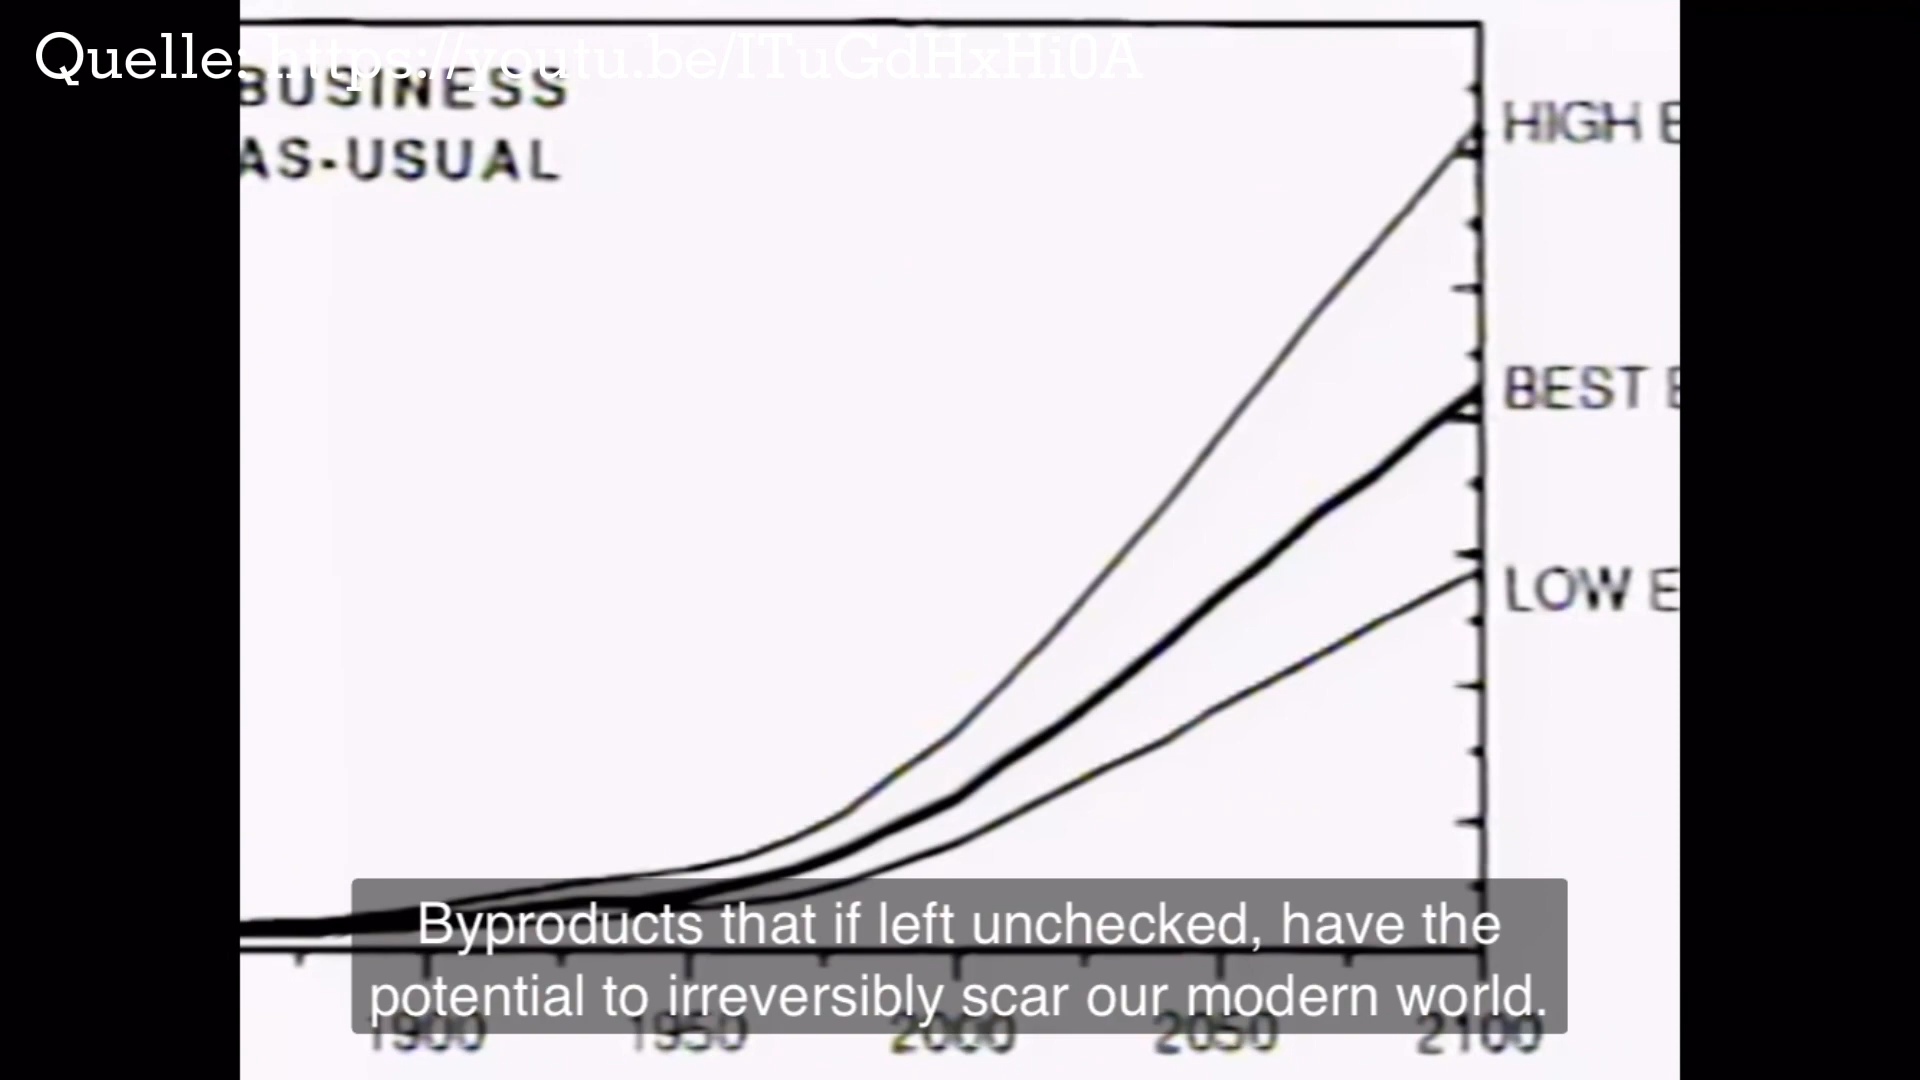 Quelle: https://youtu.be/ITuGdHxHi0A
BUSINESS
AS-USUAL
HIGH E
BEST E
LOW E
Byproducts that if left unchecked, have the
potential to irreversibly scar our modern world.
1900 1950 2000 2050 2100